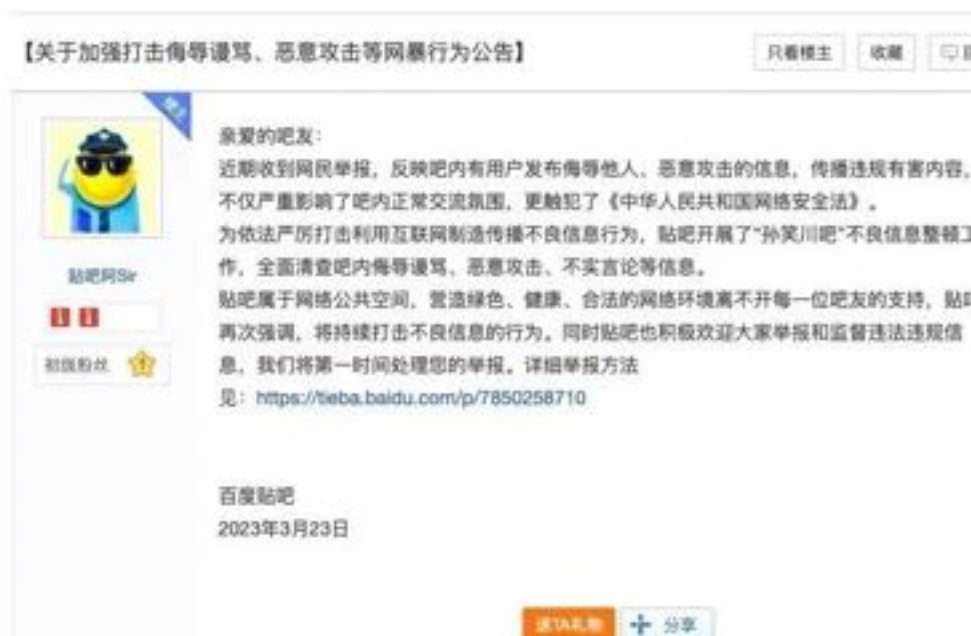 【关于加强打击侮辱谩骂、恶意攻击等网暴行为公告】
只看楼主
收藏
楼主
亲爱的吧友：
近期收到网民举报，反映吧内有用户发布侮辱他人、恶意攻击的信息，传播违规有害内容，
不仅严重影响了吧内正常交流氛围，更触犯了《中华人民共和国网络安全法》。
为依法严厉打击利用互联网制造传播不良信息行为，贴吧开展了“孙笑川吧”不良信息整顿工
作，全面清查吧内侮辱谩骂、恶意攻击、不实言论等信息。
贴吧属于网络公共空间，营造绿色、健康、合法的网络环境离不开每一位吧友的支持，贴吧
再次强调，将持续打击不良信息的行为。同时贴吧也积极欢迎大家举报和监督违法违规信
息，我们将第一时间处理您的举报。详细举报方法
见：https://tieba.baidu.com/p/7850258710
贴吧阿Sir
初级粉丝 1
百度贴吧
2023年3月23日
送TA礼物
分享